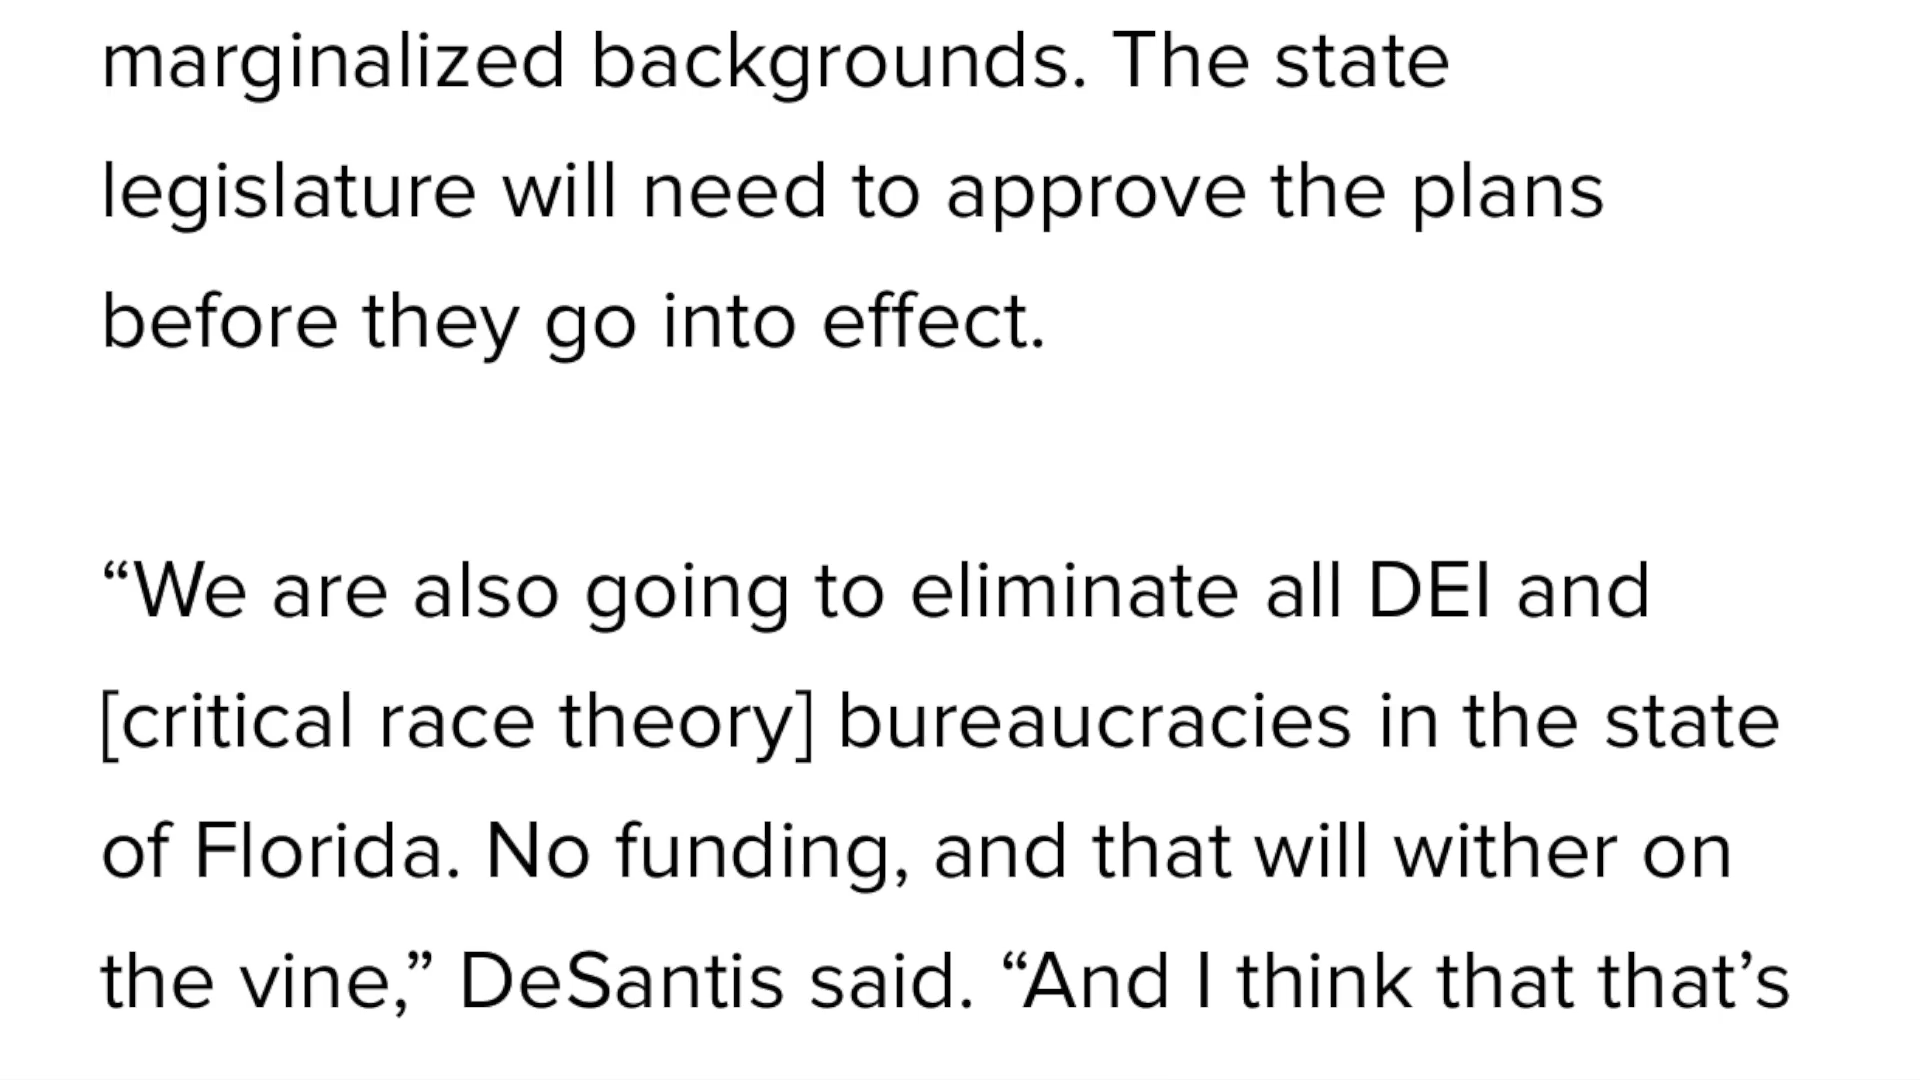 marginalized backgrounds. The state
legislature will need to approve the plans
before they go into effect.
“We are also going to eliminate all DEI and
[critical race theory] bureaucracies in the state
of Florida. No funding, and that will wither on
the vine,” DeSantis said. “And I think that that’s